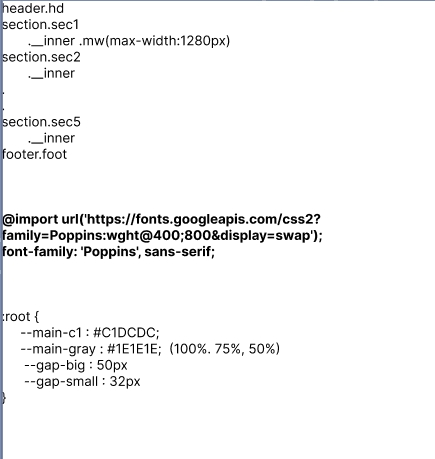 header.hd
section.sec1
.__inner .mw(max-width:1280px)
section.sec2
.__inner
.
.
section.sec5
.__inner
footer.foot
@import url('https://fonts.googleapis.com/css2?
family=Poppins:wght@400;800&display=swap');
font-family: 'Poppins', sans-serif;
:root {
--main-c1 : #C1DCDC;
--main-gray : #1E1E1E;  (100%. 75%, 50%)
--gap-big : 50px
--gap-small : 32px
}